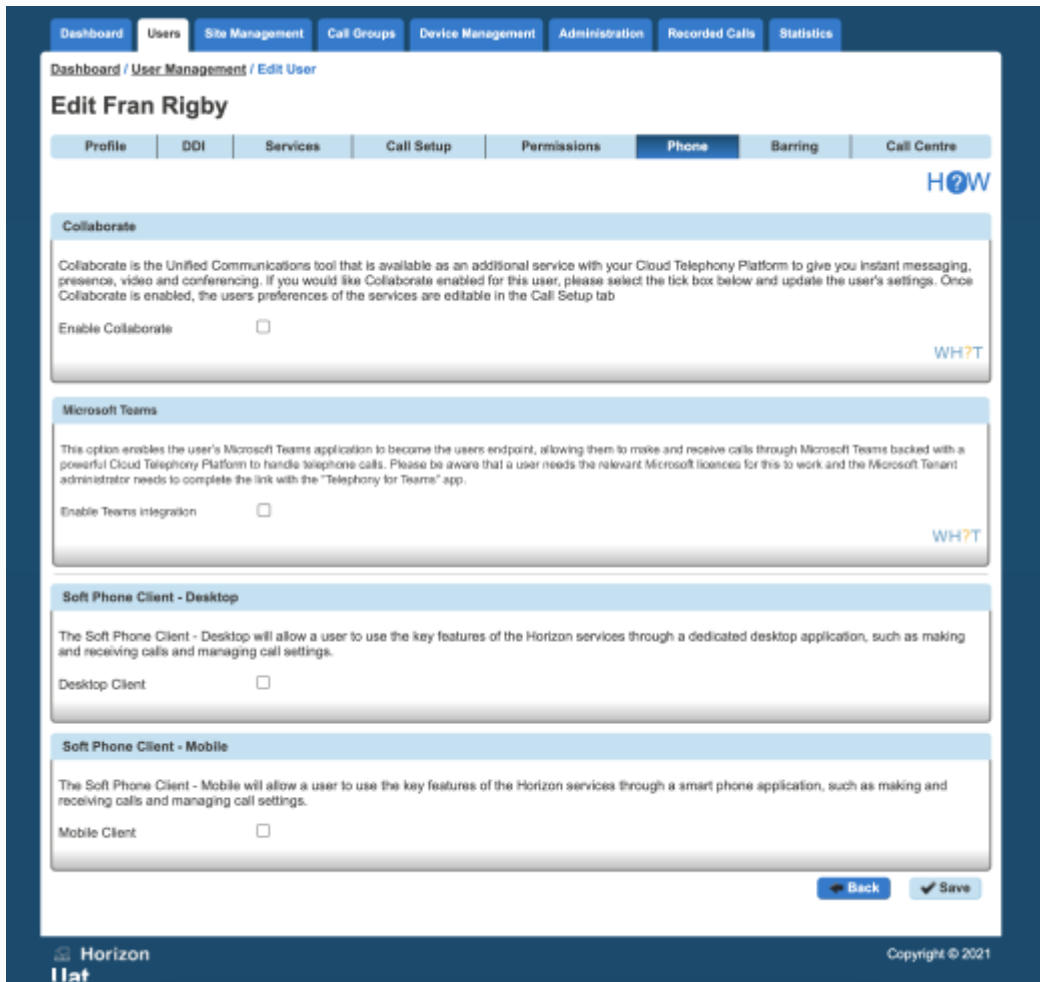 Dashboard Users Site Management Call Groups Device Management Administration Recorded Calls Statistics
Dashboard / User Management / Edit User
Edit Fran Rigby
Profile DDI Services Call Setup Permissions Phone Barring Call Centre
H?W
Collaborate
Collaborate is the Unified Communications tool that is available as an additional service with your Cloud Telephony Platform to give you instant messaging,
presence, video and conferencing. If you would like Collaborate enabled for this user, please select the tick box below and update the user's settings. Once
Collaborate is enabled, the users preferences of the services are editable in the Call Setup tab
Enable Collaborate
WH?T
Microsoft Teams
This option enables the user's Microsoft Teams application to become the users endpoint, allowing them to make and receive calls through Microsoft Teams backed with a
powerful Cloud Telephony Platform to handle telephone calls. Please be aware that a user needs the relevant Microsoft licences for this to work and the Microsoft Tenant
administrator needs to complete the link with the "Telephony for Teams" app.
Enable Teams integration
WH?T
Soft Phone Client - Desktop
The Soft Phone Client - Desktop will allow a user to use the key features of the Horizon services through a dedicated desktop application, such as making
and receiving calls and managing call settings.
Desktop Client
Soft Phone Client - Mobile
The Soft Phone Client - Mobile will allow a user to use the key features of the Horizon services through a smart phone application, such as making and
receiving calls and managing call settings.
Mobile Client
Back Save
Horizon Copyright © 2021
Uat